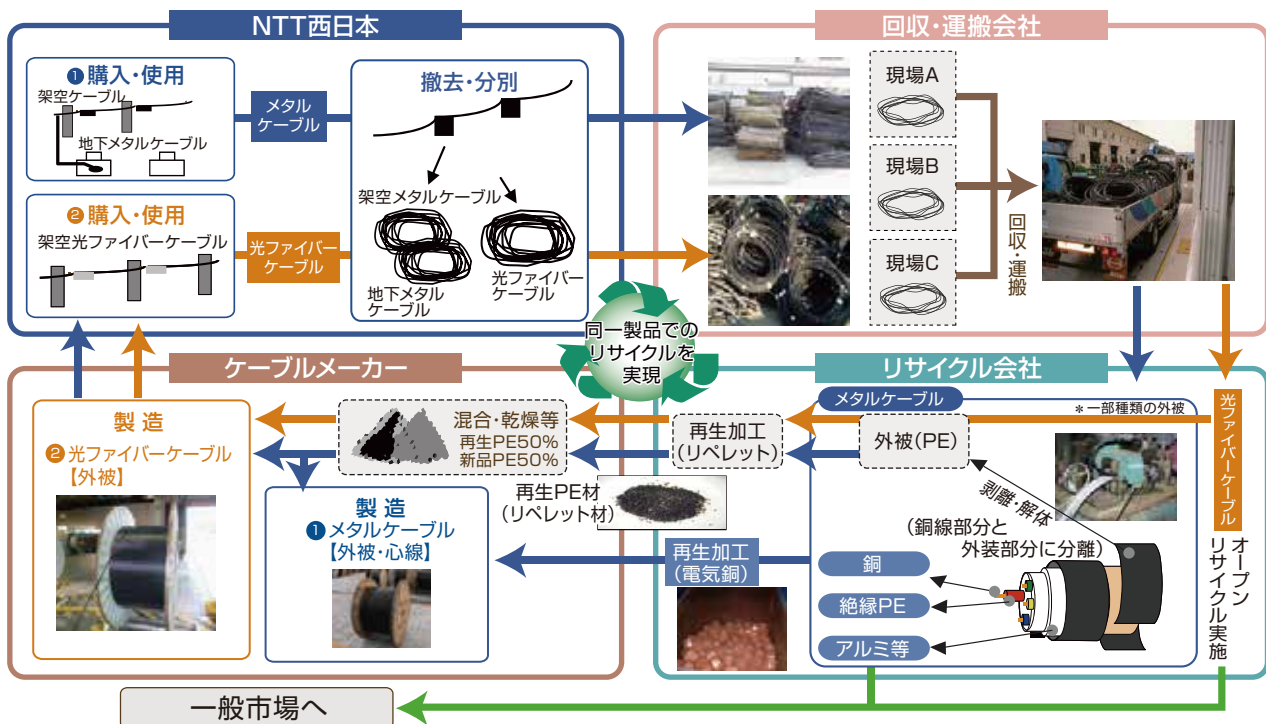 NTT西日本
❶購入・使用
架空ケーブル
地下メタルケーブル
メタル
ケーブル
❷購入・使用
架空光ファイバーケーブル
光ファイバー
ケーブル
撤去・分別
架空メタルケーブル
地下メタル
ケーブル
光ファイバー
ケーブル
回収・運搬会社
現場A
現場B
現場C
回収・運搬
同一製品での
リサイクルを
実現
リサイクル会社
メタルケーブル
＊一部種類の外被
光ファイバーケーブル
オープン
リサイクル実施
外被(PE)
剥離・解体
(銅線部分と
外装部分に分離)
銅
絶縁PE
アルミ等
再生加工
(リペレット)
再生PE材
(リペレット材)
再生加工
(電気銅)
ケーブルメーカー
混合・乾燥等
再生PE50%
新品PE50%
製造
❷光ファイバーケーブル
【外被】
製造
❶メタルケーブル
【外被・心線】
一般市場へ